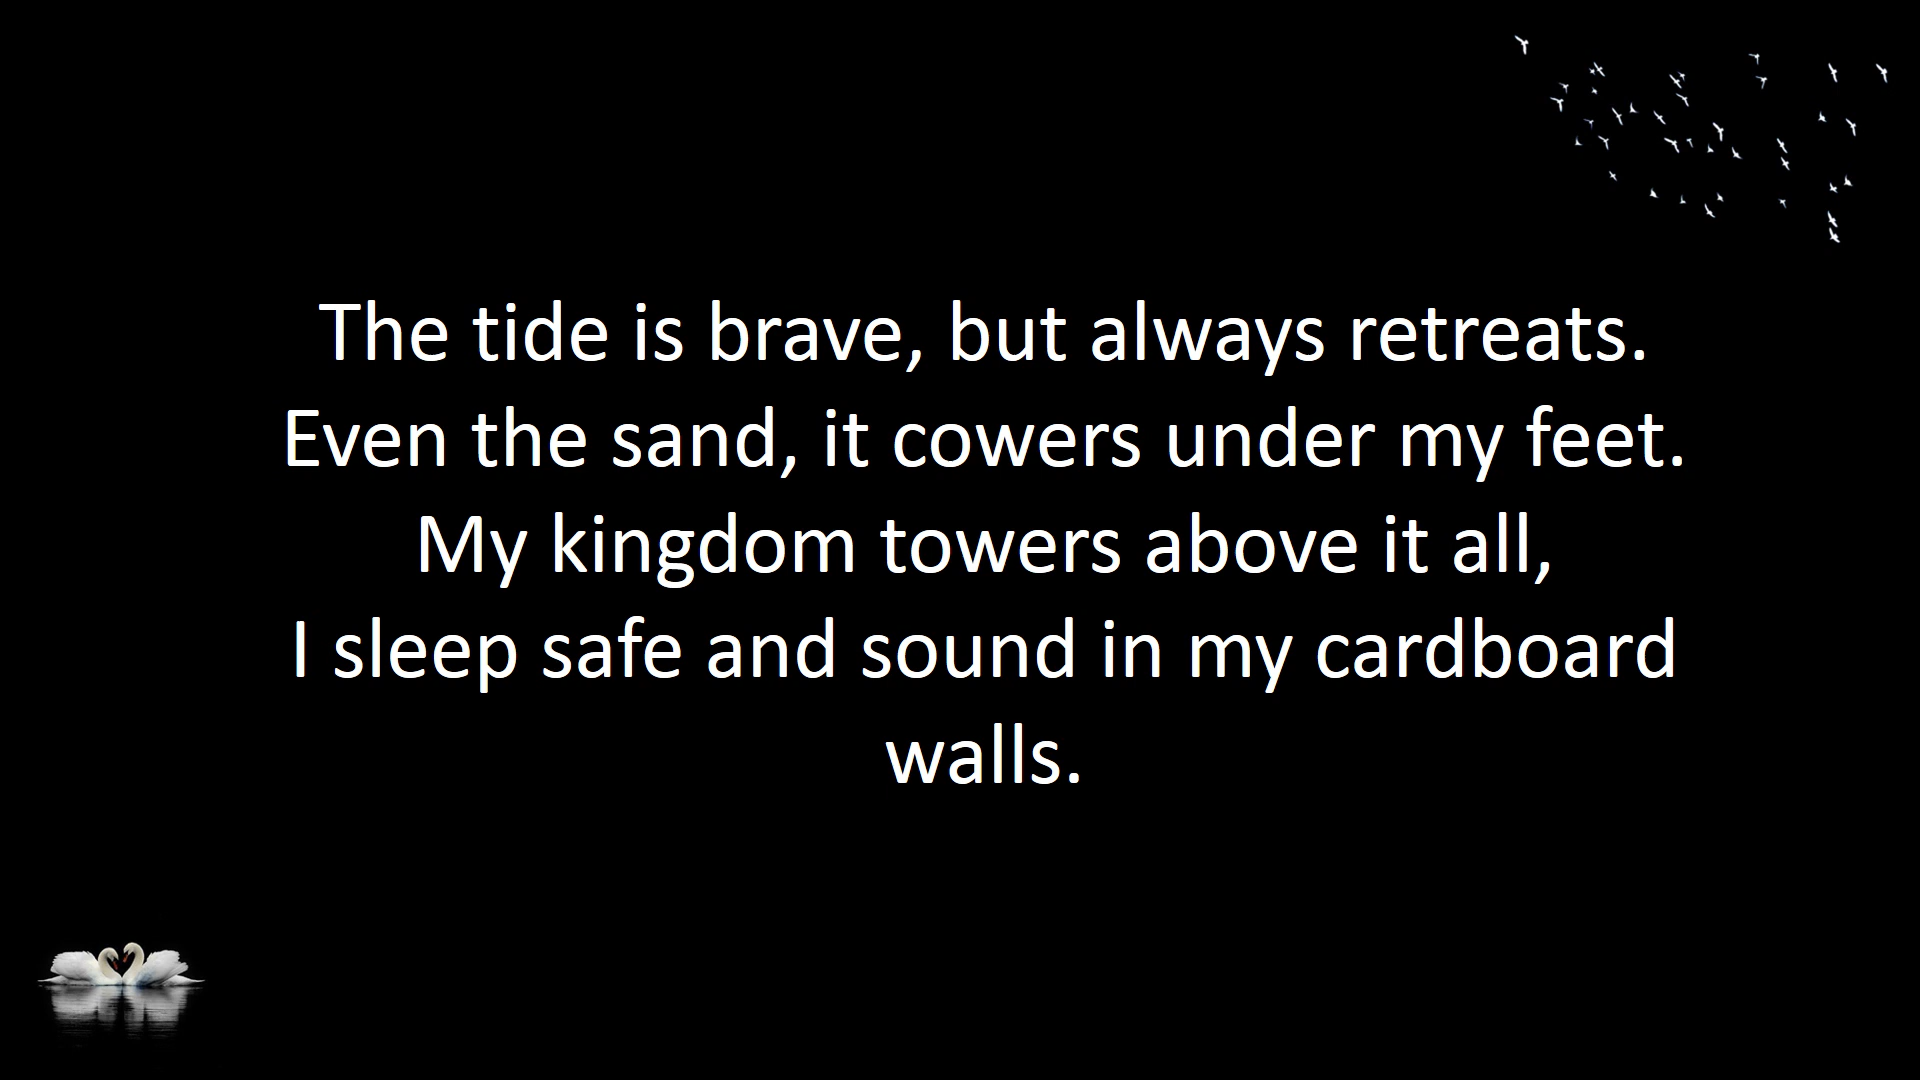 The tide is brave, but always retreats.
Even the sand, it cowers under my feet.
My kingdom towers above it all,
I sleep safe and sound in my cardboard
walls.